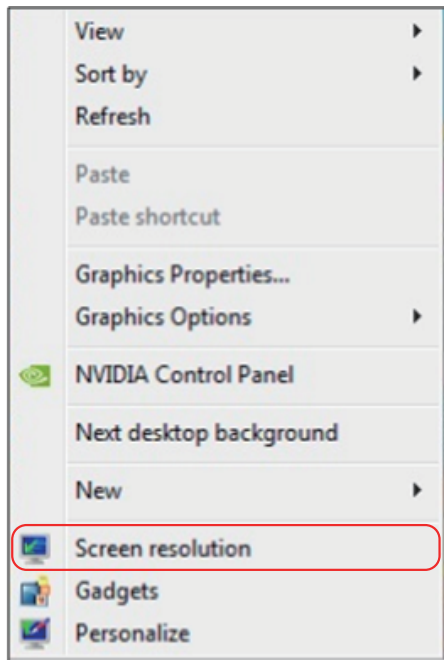 View
Sort by
Refresh
Paste
Paste shortcut
Graphics Properties...
Graphics Options
NVIDIA Control Panel
Next desktop background
New
Screen resolution
Gadgets
Personalize